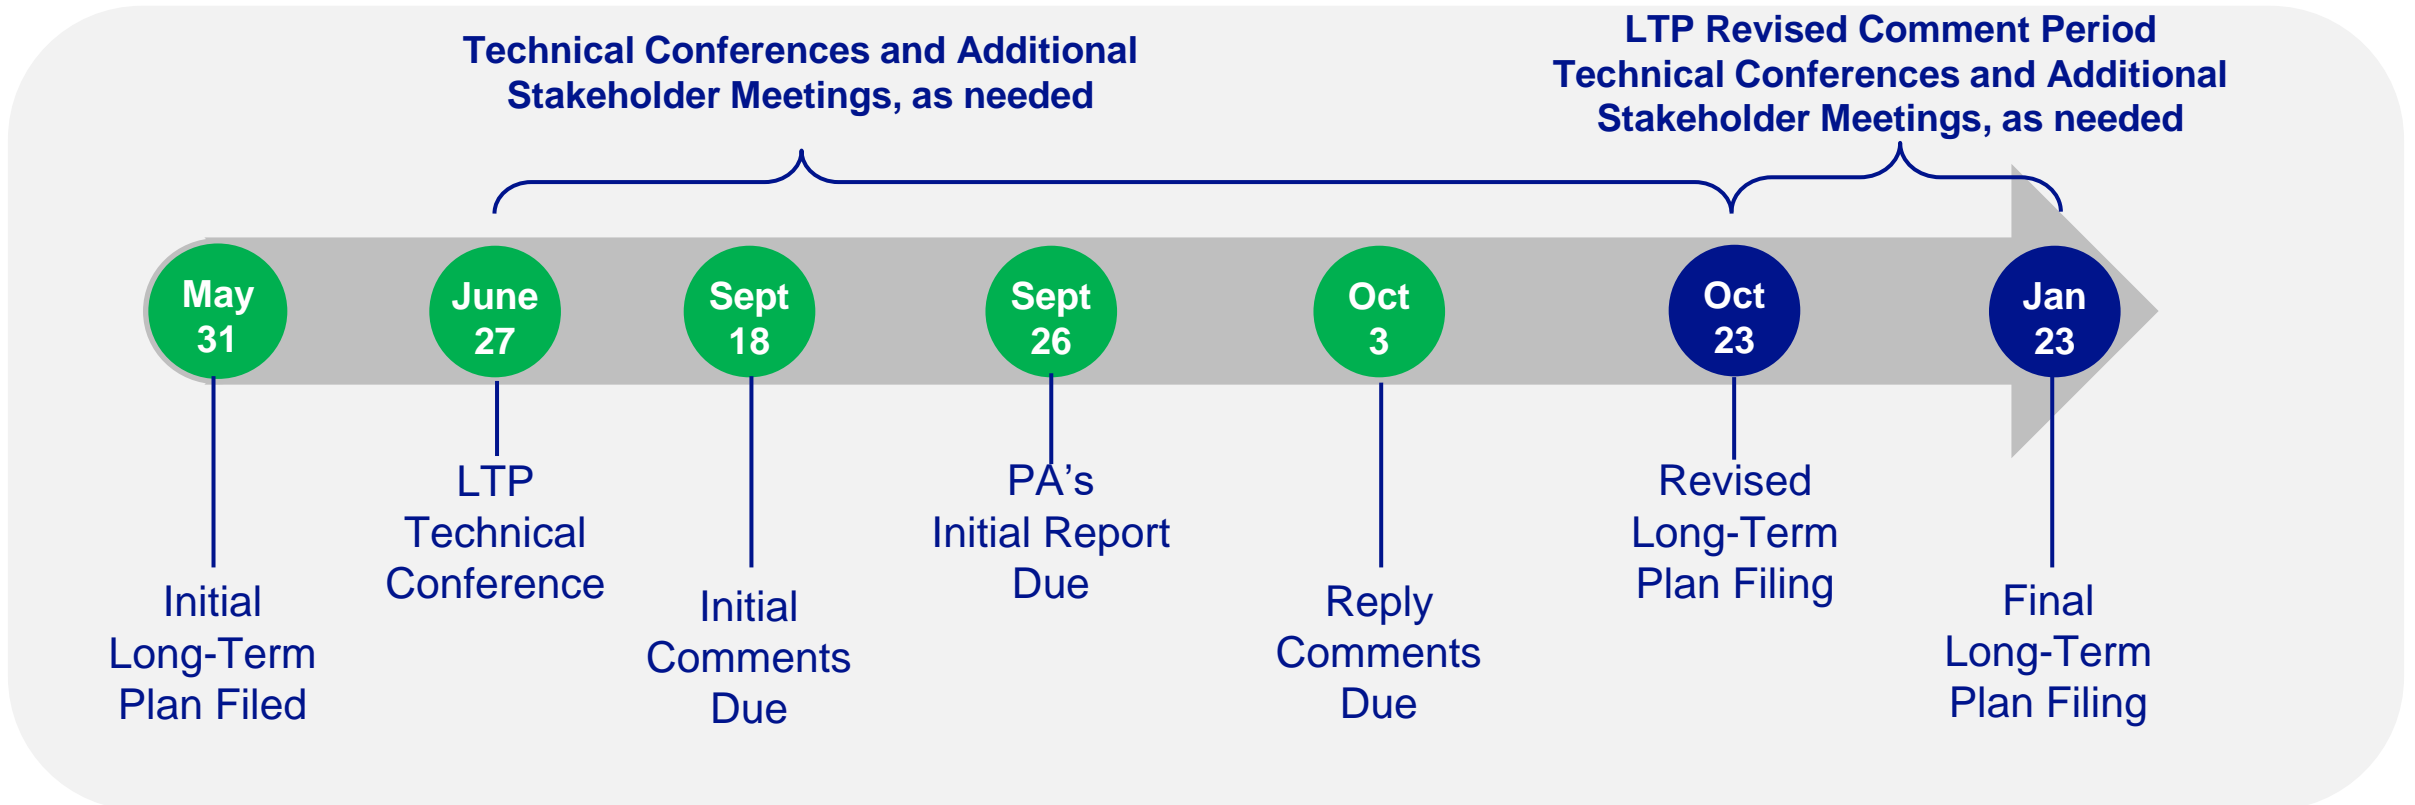 Technical Conferences and Additional
Stakeholder Meetings, as needed
LTP Revised Comment Period
Technical Conferences and Additional
Stakeholder Meetings, as needed
May
31
June
27
Sept
18
Sept
26
Oct
3
Oct
23
Jan
23
Initial
Long-Term
Plan Filed
LTP
Technical
Conference
Initial
Comments
Due
PA’s
Initial Report
Due
Reply
Comments
Due
Revised
Long-Term
Plan Filing
Final
Long-Term
Plan Filing